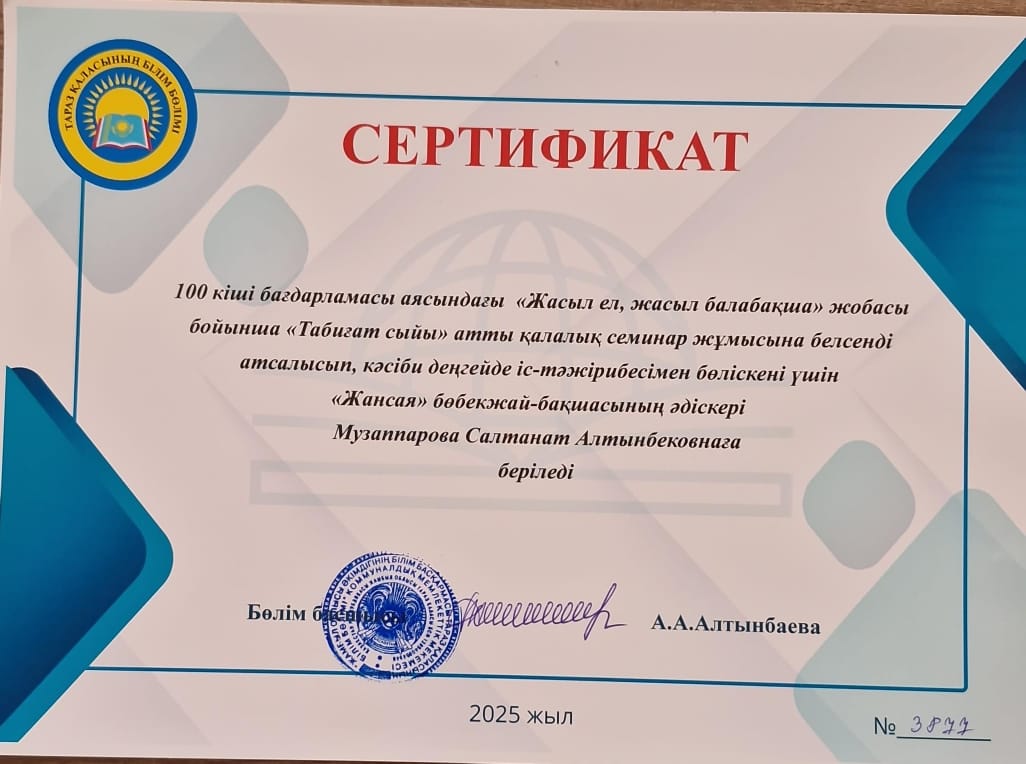 ТАРАЗ ҚАЛАСЫНЫҢ БІЛІМ БӨЛІМІ
СЕРТИФИКАТ
100 кіші бағдарламасы аясындағы «Жасыл ел, жасыл балабақша» жобасы
бойынша «Табиғат сыйы» атты қалалық семинар жұмысына белсенді
атсалысып, кәсіби деңгейде іс-тәжірибесімен бөліскені үшін
«Жансая» бөбекжай-бақшасының әдіскері
Музаппарова Салтанат Алтынбековнаға
беріледі
Бөлім басшысы
А.А.Алтынбаева
2025 жыл
№ 3877